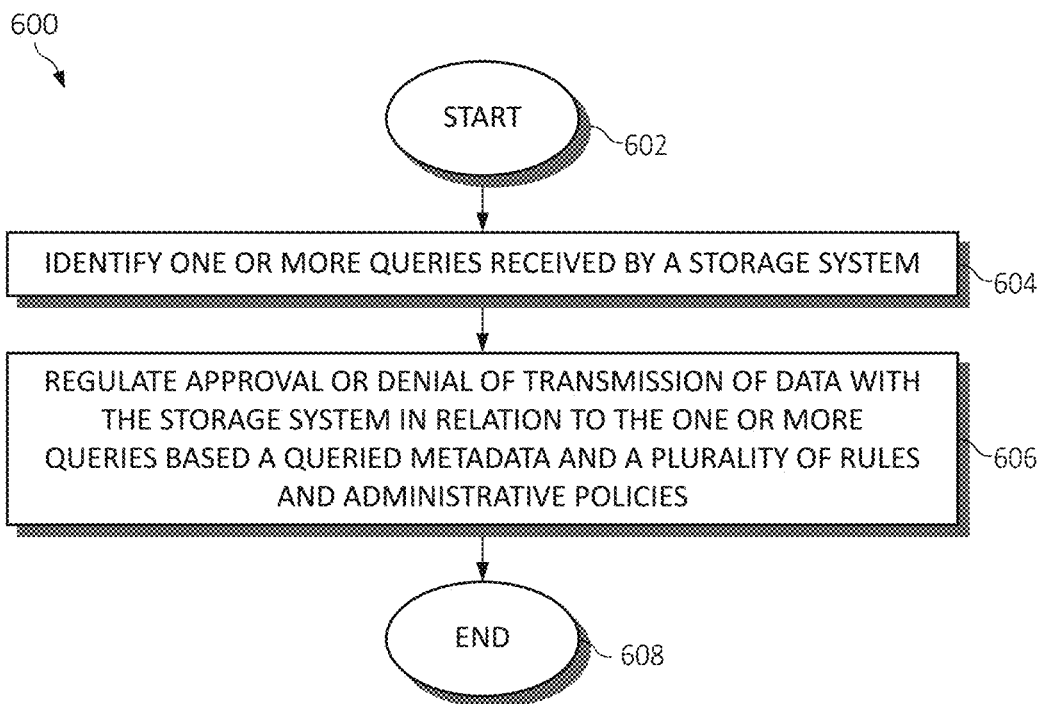 600
START
602
IDENTIFY ONE OR MORE QUERIES RECEIVED BY A STORAGE SYSTEM
604
REGULATE APPROVAL OR DENIAL OF TRANSMISSION OF DATA WITH
THE STORAGE SYSTEM IN RELATION TO THE ONE OR MORE
QUERIES BASED A QUERIED METADATA AND A PLURALITY OF RULES
AND ADMINISTRATIVE POLICIES
606
END
608